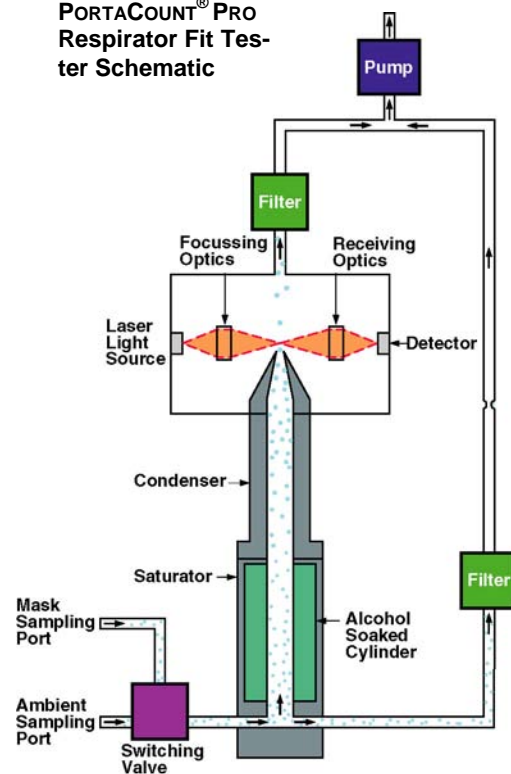 PORTACOUNT® PRO
Respirator Fit Tes-
ter Schematic
Pump
Filter
Focussing
Optics
Receiving
Optics
Laser
Light
Source
Detector
Condenser
Saturator
Filter
Mask
Sampling
Port
Alcohol
Soaked
Cylinder
Ambient
Sampling
Port
Switching
Valve